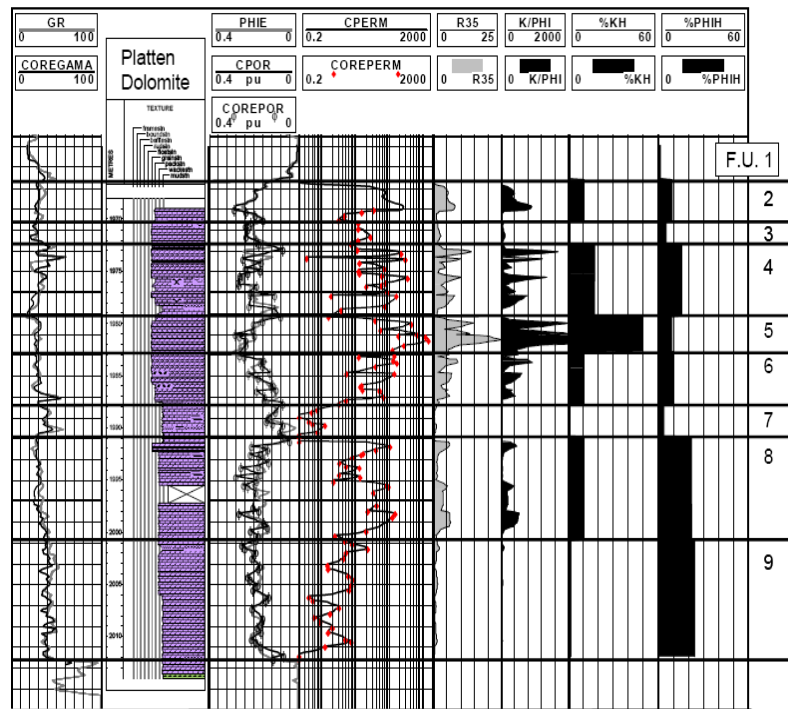 GR
0 100
PHIE
0.4 0
CPERM
0.2 2000
R35
0 25
K/PHI
0 2000
%KH
0 60
%PHIH
0 60
COREGAMA
0 100
Platten
Dolomite
CPOR
0.4 pu 0
COREPERM
0.2 2000
R35
0 K/PHI
0 %KH
0 %PHIH
COREPOR
0.4 pu 0
TEXTURE
METRES
grainstn
packstn
mudstn
F.U. 1
2
1970
3
4
1975
1980
5
1985
6
7
1990
8
1995
2000
9
2005
2010